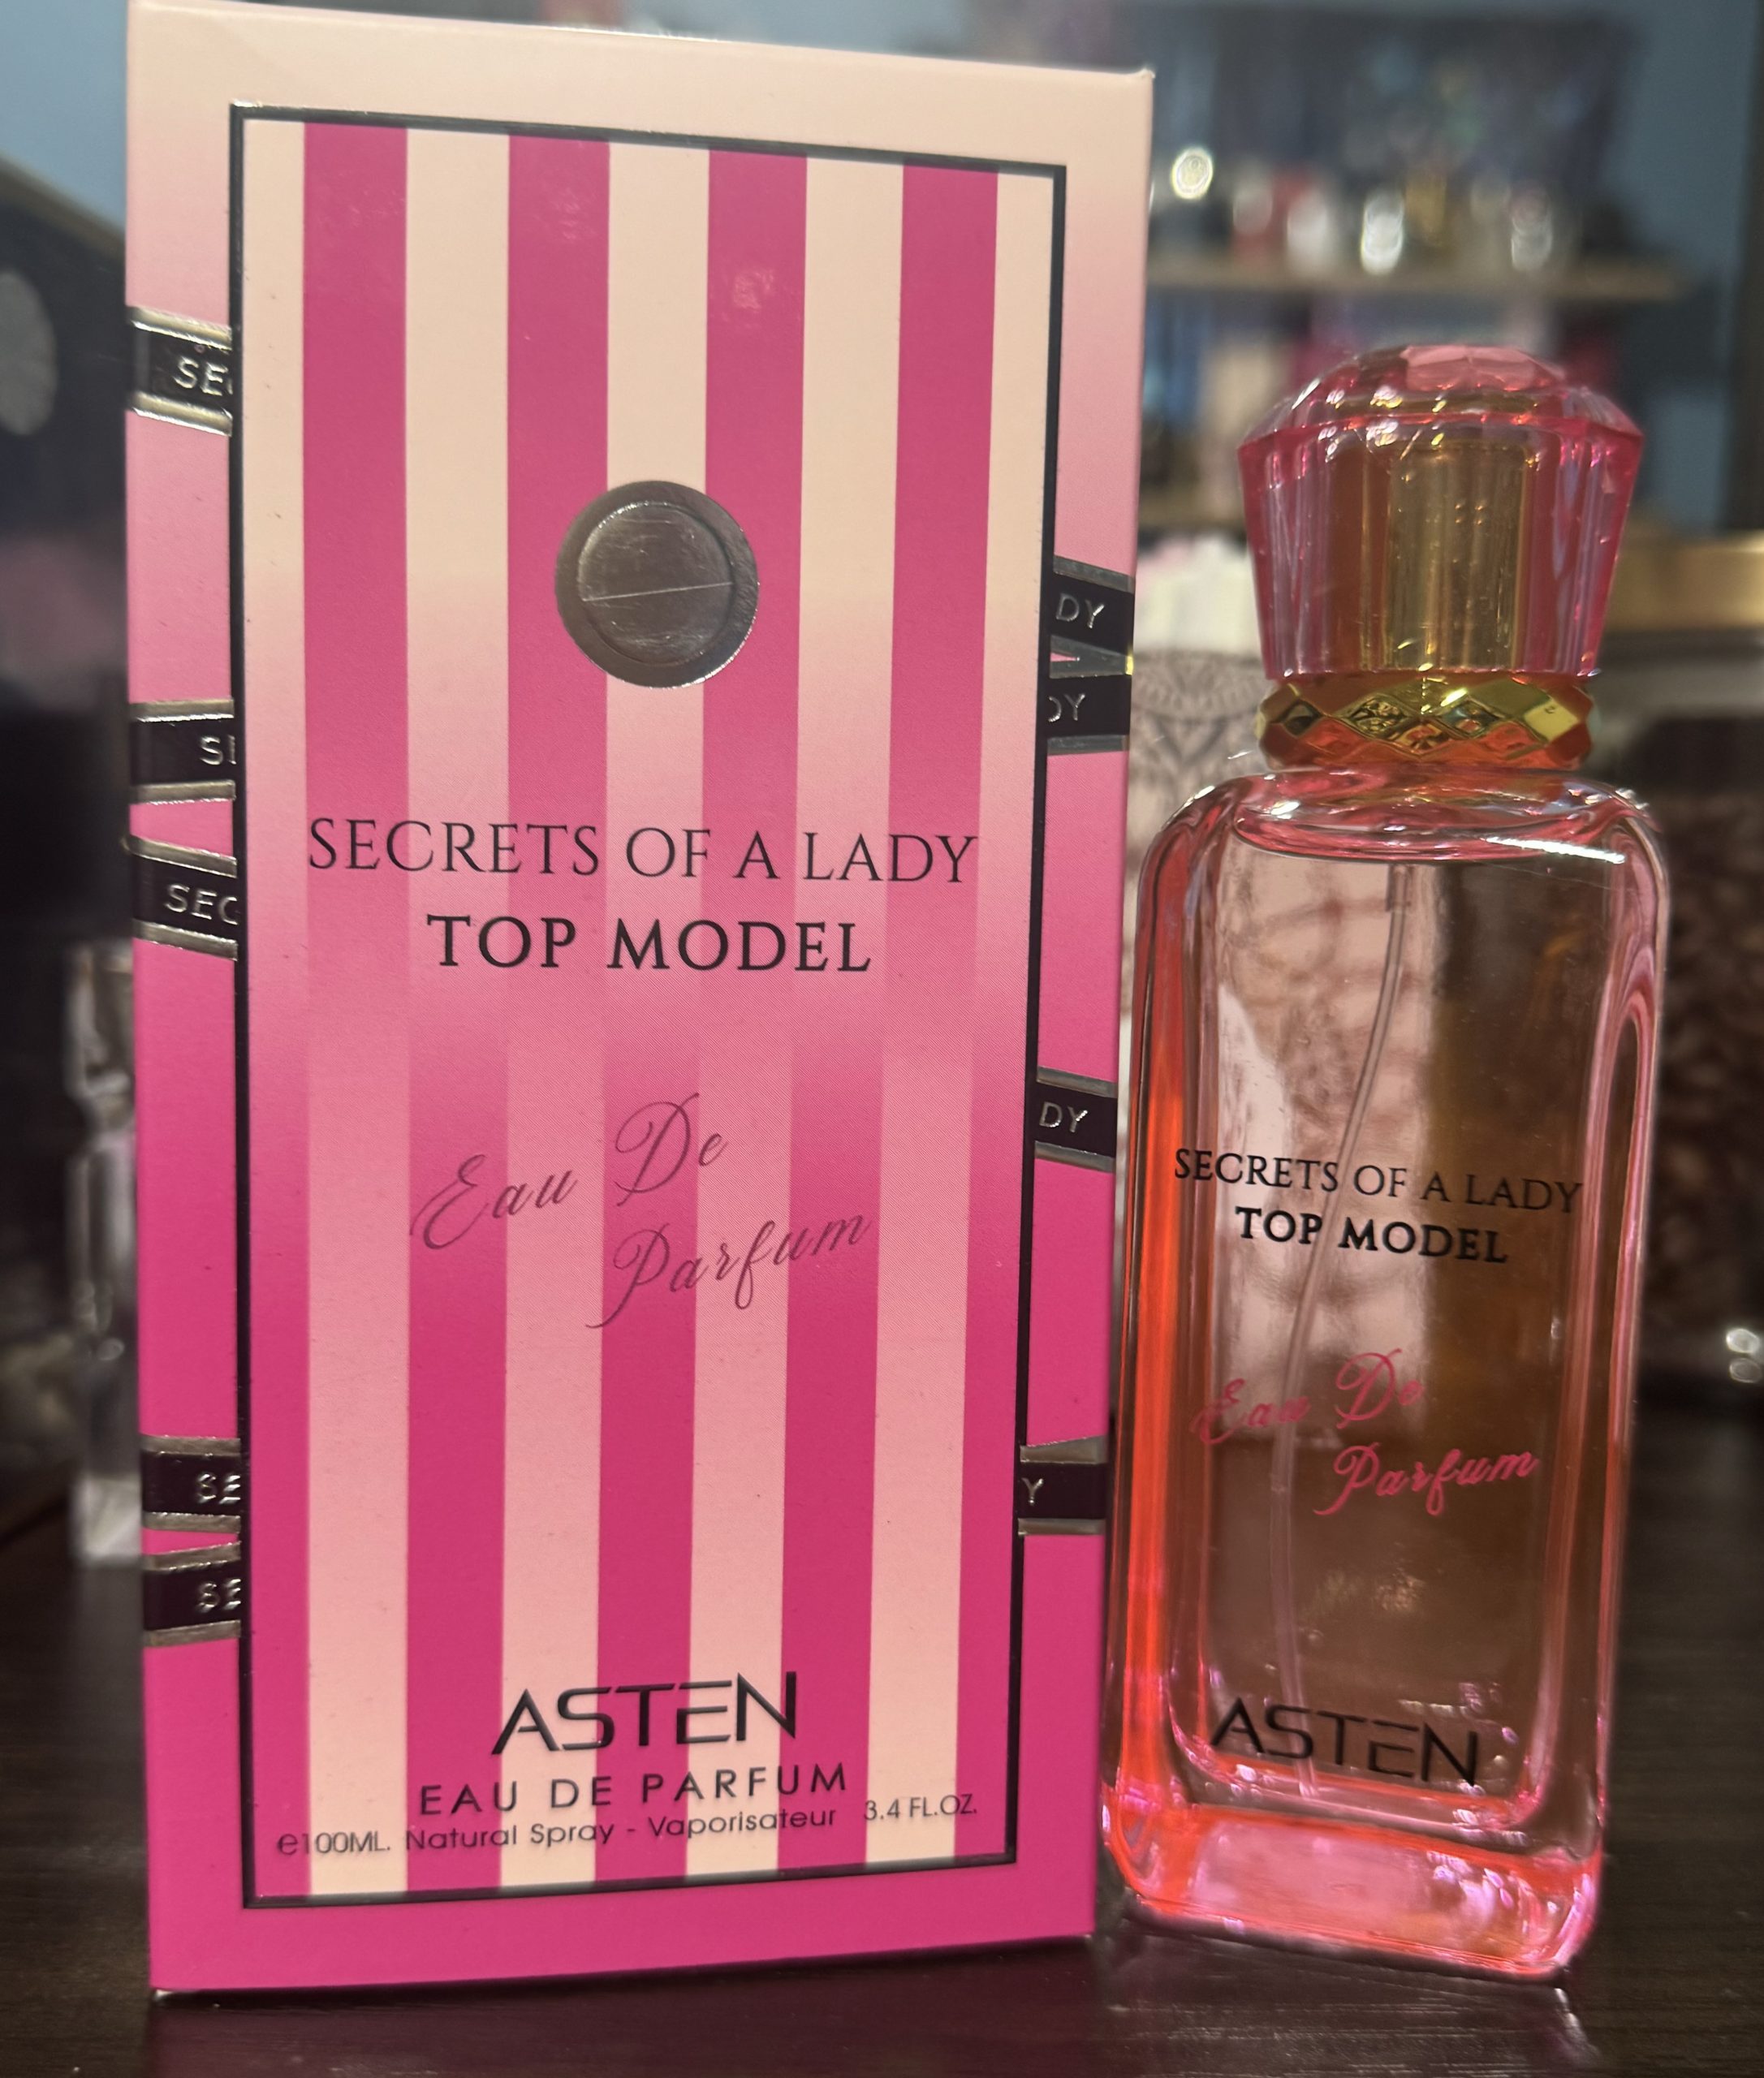 SECRETS OF A LADY
TOP MODEL
Eau De
Parfum
ASTEN
EAU DE PARFUM
e100ML. Natural Spray - Vaporisateur 3.4 FL.OZ.
SECRETS OF A LADY
TOP MODEL
Eau De
Parfum
ASTEN